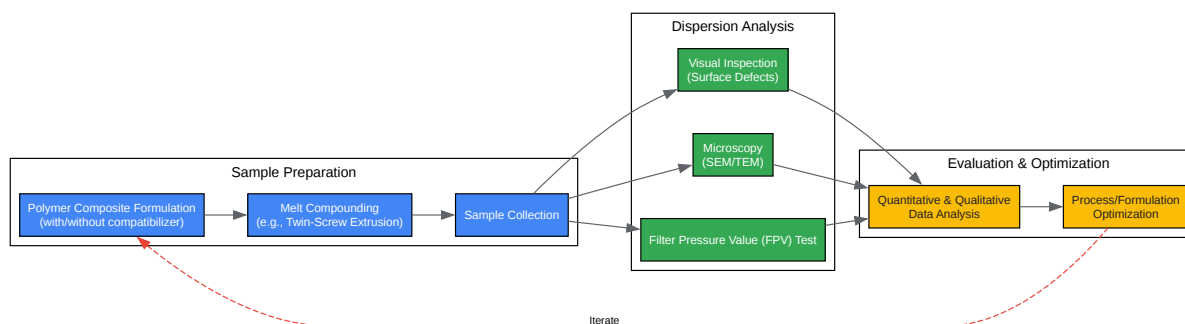 Dispersion Analysis
Visual Inspection
(Surface Defects)
Microscopy
(SEM/TEM)
Filter Pressure Value (FPV) Test
Sample Preparation
Polymer Composite Formulation
(with/without compatibilizer)
Melt Compounding
(e.g., Twin-Screw Extrusion)
Sample Collection
Evaluation & Optimization
Quantitative & Qualitative
Data Analysis
Process/Formulation
Optimization
Iterate